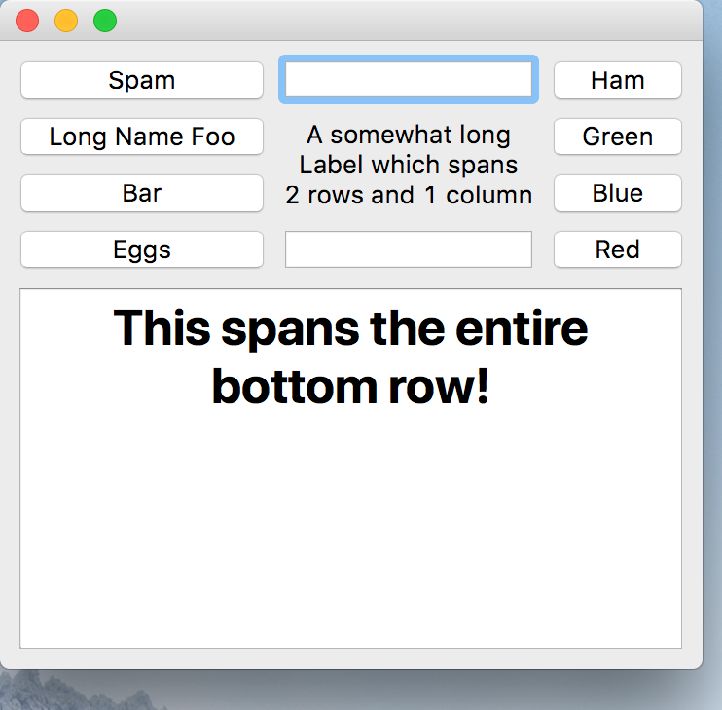 Spam
Ham
Long Name Foo
A somewhat long
Label which spans
2 rows and 1 column
Green
Bar
Blue
Eggs
Red
This spans the entire
bottom row!